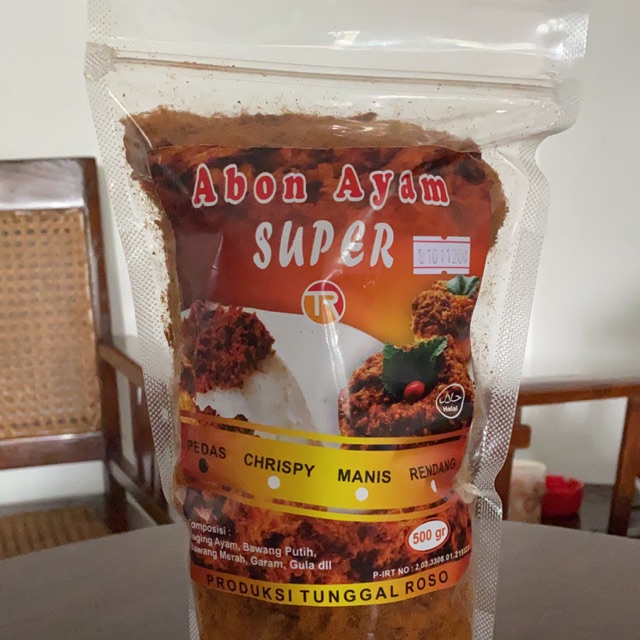 Abon Ayam
SUPER
TR
Halal
PEDAS CHRISPY MANIS RENDANG
Komposisi :
Daging Ayam, Bawang Putih,
Bawang Merah, Garam, Gula dll
500 gr
PRODUKSI TUNGGAL ROSO